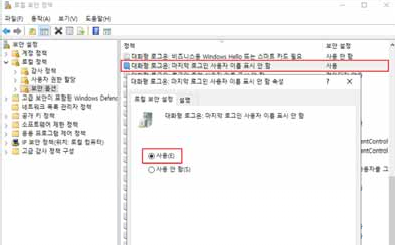 로컬 보안 정책
파일(F) 동작(A) 보기(V) 도움말(H)
보안 설정
계정 정책
로컬 정책
감사 정책
사용자 권한 할당
보안 옵션
고급 보안이 포함된 Windows Defend
네트워크 목록 관리자 정책
공개 키 정책
소프트웨어 제한 정책
응용 프로그램 제어 정책
IP 보안 정책(위치: 로컬 컴퓨터)
고급 감사 정책 구성
정책
보안 설정
대화형 로그온: 비즈니스용 Windows Hello 또는 스마트 카드 필요
사용 안 함
대화형 로그온: 마지막 로그인 사용자 이름 표시 안 함
사용
대화형 로그온: 마지막 로그인 사용자 이름 표시 안 함 속성
? ×
로컬 보안 설정
설명
대화형 로그온: 마지막 로그인 사용자 이름 표시 안 함
사용(E)
사용 안 함(S)
entControl
사용자를 그
entControl